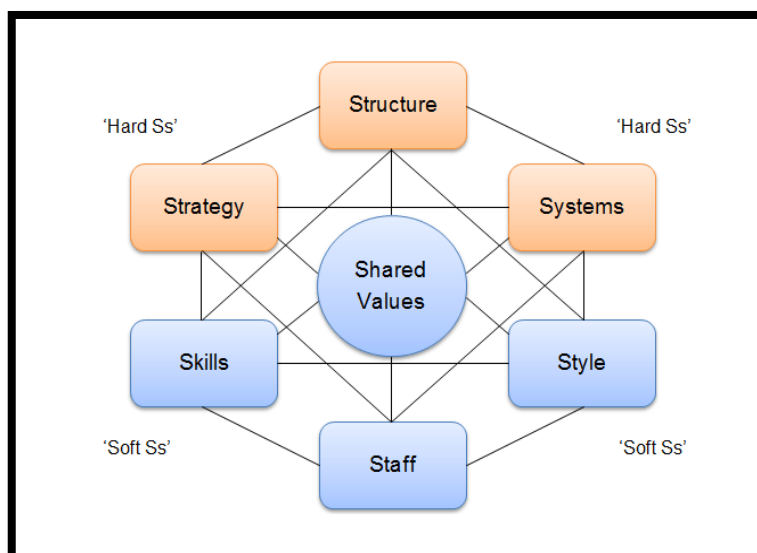 Structure
‘Hard Ss’
‘Hard Ss’
Strategy
Systems
Shared
Values
Skills
Style
‘Soft Ss’
‘Soft Ss’
Staff